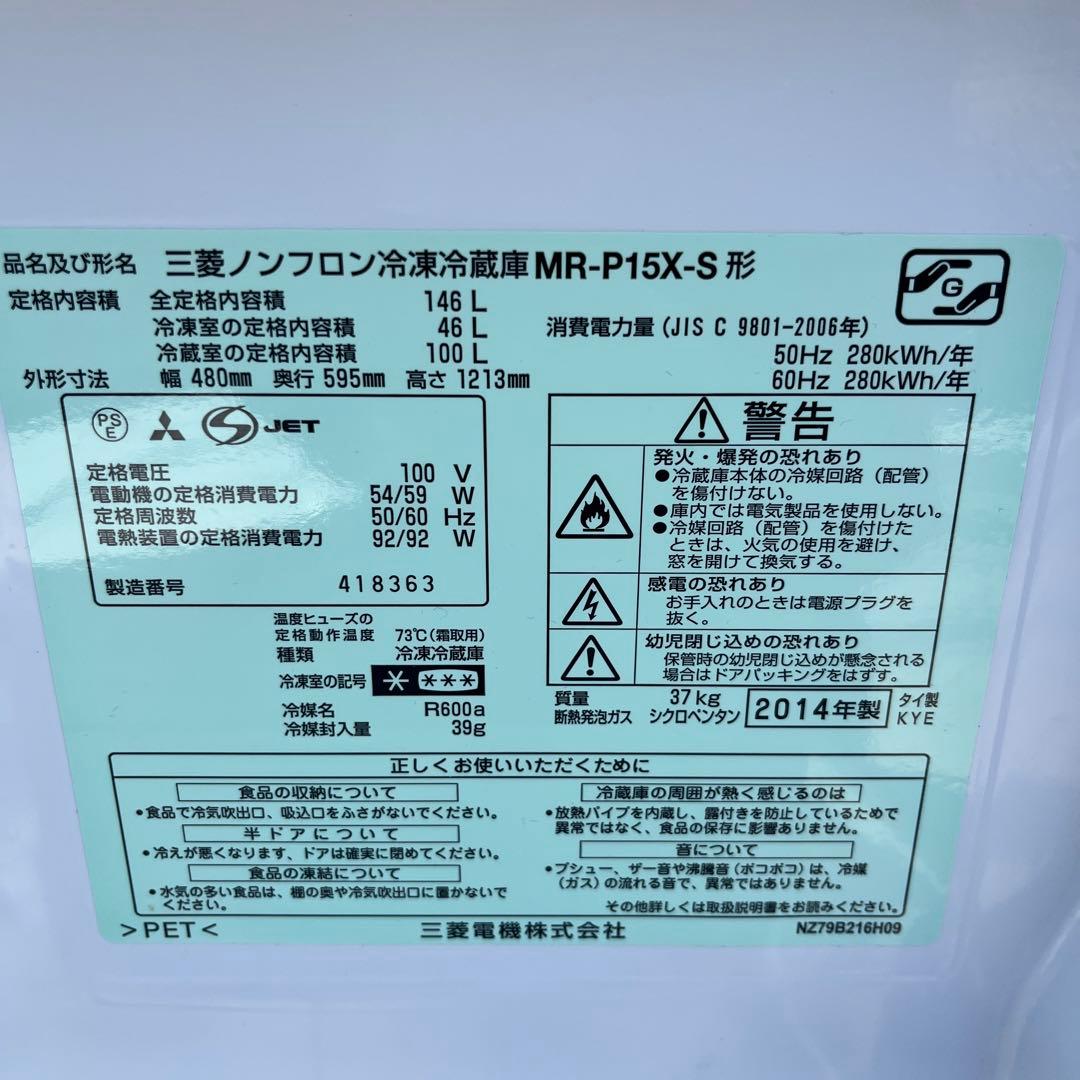 品名及び形名 三菱ノンフロン冷凍冷蔵庫 MR-P15X-S 形
定格内容積 全定格内容積 146 L
冷凍室の定格内容積 46 L
冷蔵室の定格内容積 100 L
外形寸法 幅 480mm 奥行 595mm 高さ 1213mm
G
消費電力量 (JIS C 9801-2006年)
50Hz 280kWh/年
60Hz 280kWh/年
PSE JET
定格電圧 100 V
電動機の定格消費電力 54/59 W
定格周波数 50/60 Hz
電熱装置の定格消費電力 92/92 W
製造番号 418363
温度ヒューズの
定格動作温度 73℃(霜取用)
種類 冷凍冷蔵庫
冷凍室の記号 * ***
冷媒名 R600a
冷媒封入量 39g
警告
発火・爆発の恐れあり
●冷蔵庫本体の冷媒回路(配管)
を傷付けない。
●庫内では電気製品を使用しない。
●冷媒回路(配管)を傷付けた
ときは、火気の使用を避け、
窓を開けて換気する。
感電の恐れあり
お手入れのときは電源プラグを
抜く。
幼児閉じ込めの恐れあり
保管時の幼児閉じ込めが懸念される
場合はドアパッキングをはずす。
質量 37kg
断熱発泡ガス シクロペンタン
2014年製
タイ製
KYE
正しくお使いいただくために
食品の収納について
・食品で冷気吹出口、吸込口をふさがないでください。
半ドアについて
・冷えが悪くなります、ドアは確実に閉めてください。
食品の凍結について
・水気の多い食品は、棚の奥や冷気吹出口に置かないで
ください。
冷蔵庫の周囲が熱く感じるのは
・放熱パイプを内蔵し、露付きを防止しているためで
異常ではなく、食品の保存に影響ありません。
音について
・プシュー、ザー音や沸騰音(ポコポコ)は、冷媒
(ガス)の流れる音で、異常ではありません。
その他詳しくは取扱説明書をお読みください。
>PET<
三菱電機株式会社
NZ79B216H09